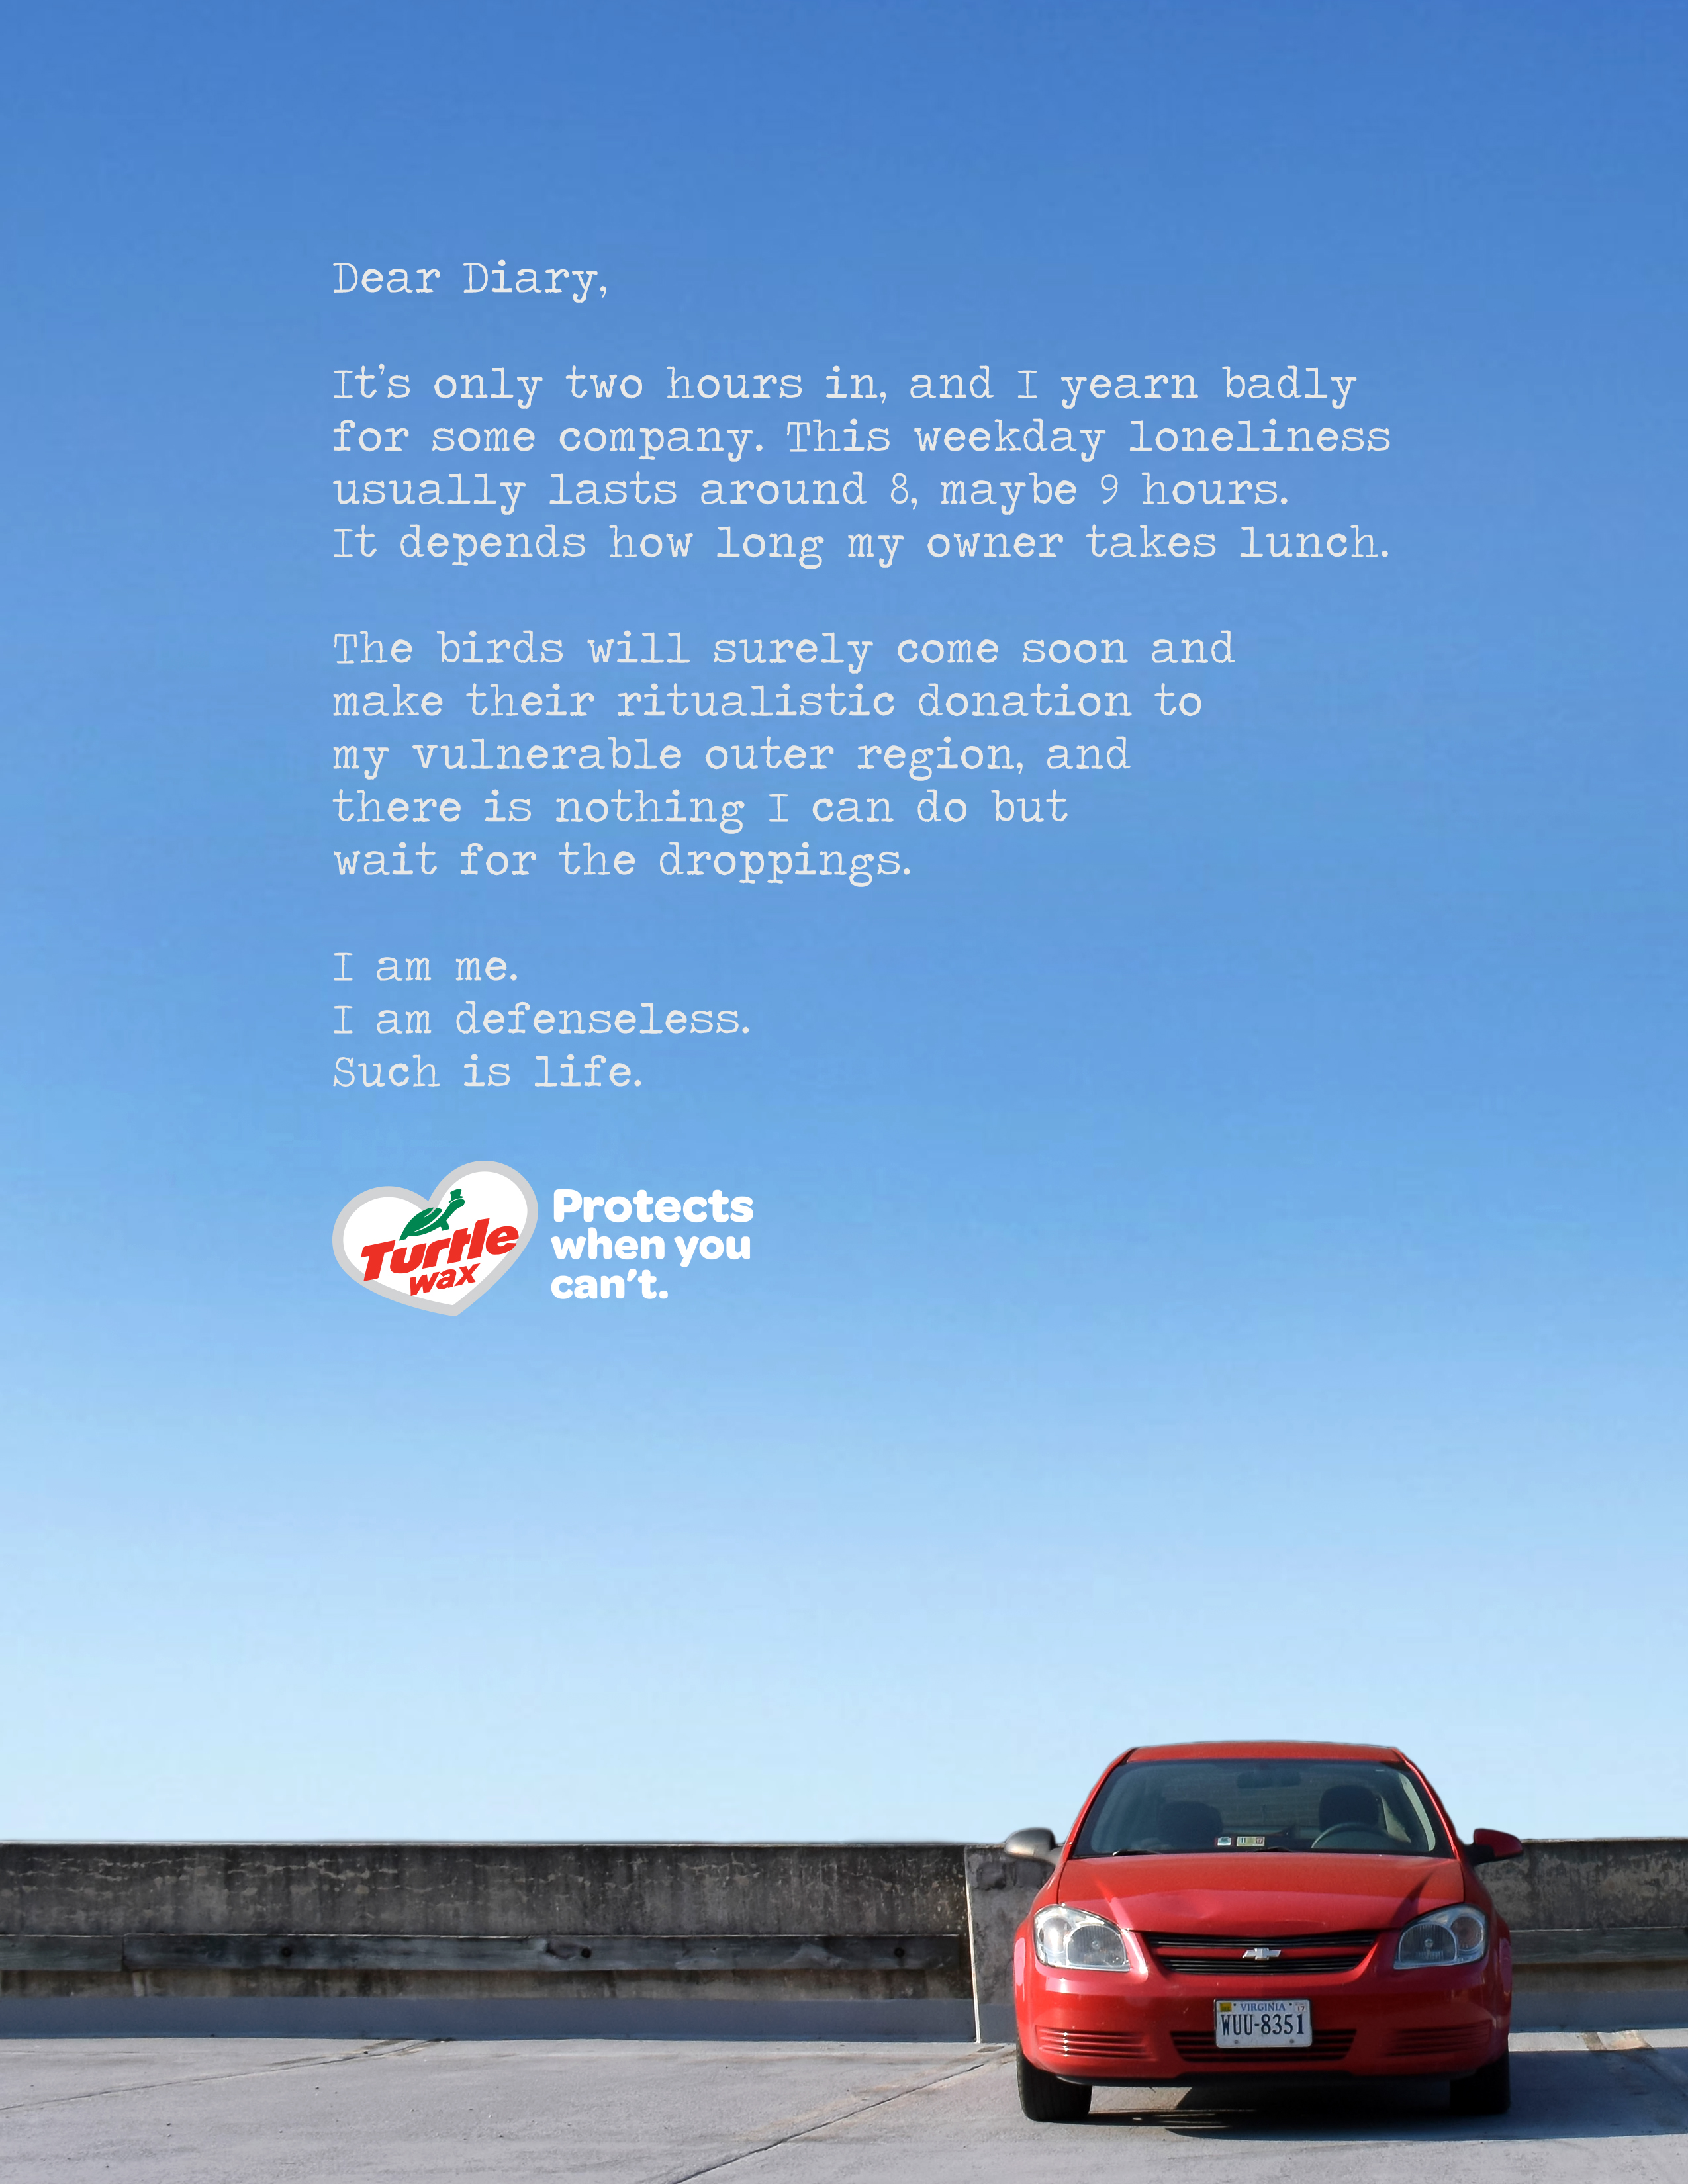 Dear Diary,
It's only two hours in, and I yearn badly
for some company. This weekday loneliness
usually lasts around 8, maybe 9 hours.
It depends how long my owner takes lunch.
The birds will surely come soon and
make their ritualistic donation to
my vulnerable outer region, and
there is nothing I can do but
wait for the droppings.
I am me.
I am defenseless.
Such is life.
Turtle
wax
Protects
when you
can't.
VIRGINIA
WUU-8351